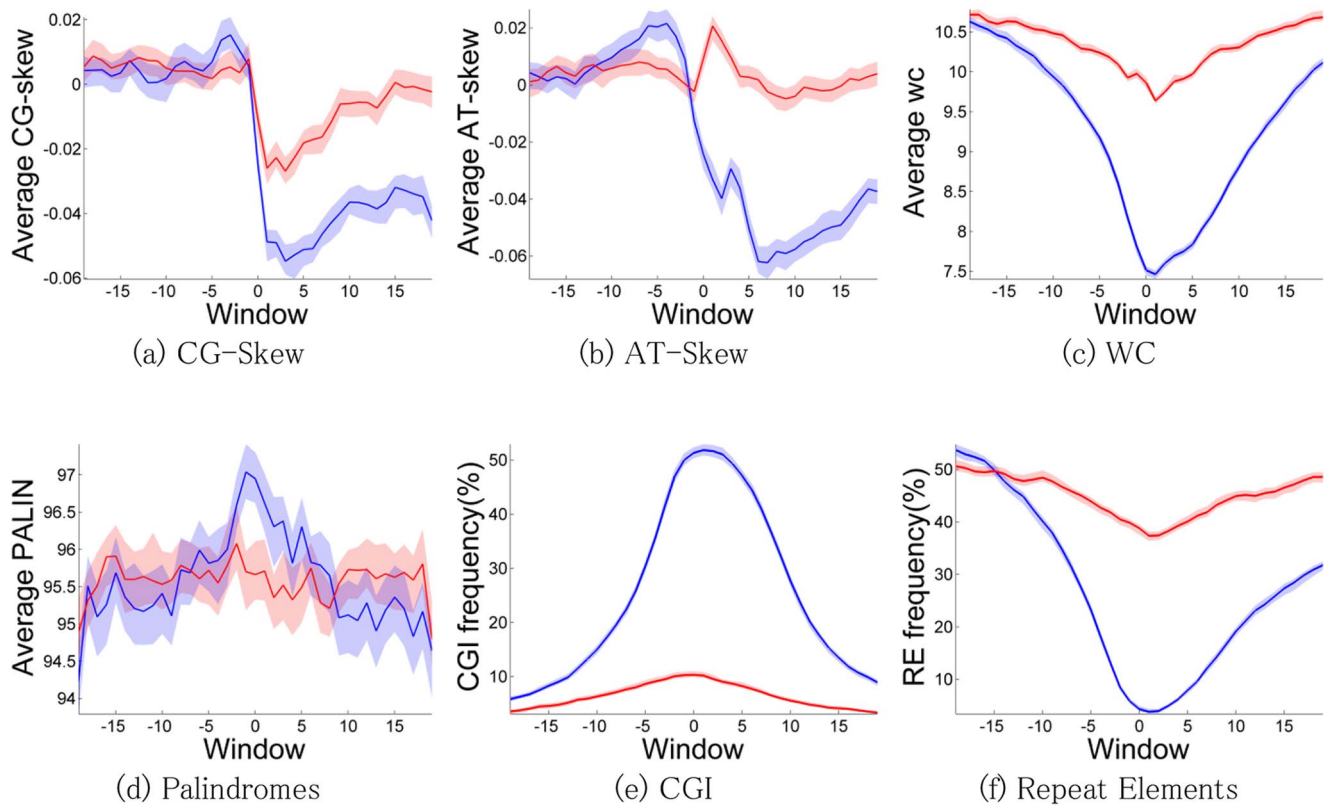 Average CG-skew
0.02
0
-0.02
-0.04
-0.06
-15 -10 -5 0 5 10 15
Window
(a) CG-Skew
Average AT-skew
0.02
0
-0.02
-0.04
-0.06
-15 -10 -5 0 5 10 15
Window
(b) AT-Skew
Average wc
10.5
10
9.5
9
8.5
8
7.5
-15 -10 -5 0 5 10 15
Window
(c) WC
Average PALIN
97
96.5
96
95.5
95
94.5
94
-15 -10 -5 0 5 10 15
Window
(d) Palindromes
CGI frequency(%)
50
40
30
20
10
-15 -10 -5 0 5 10 15
Window
(e) CGI
RE frequency(%)
50
40
30
20
10
-15 -10 -5 0 5 10 15
Window
(f) Repeat Elements